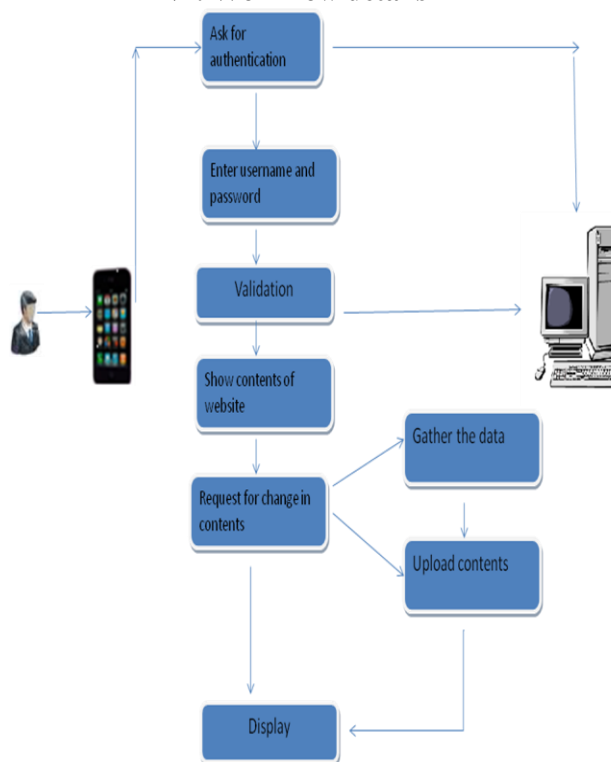 Ask for
authentication
Enter username and
password
Validation
Show contents of
website
Gather the data
Request for change in
contents
Upload contents
Display